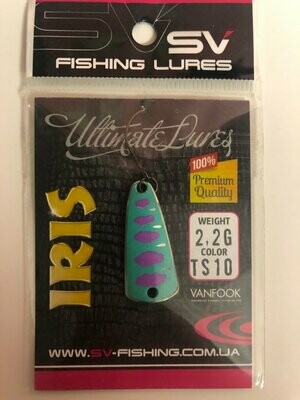 SV SV
FISHING LURES
Ultimate Lures
100%
Premium
Quality
IRIS
WEIGHT
2,2G
COLOR
TS10
VANFOOK
WWW.SV-FISHING.COM.UA